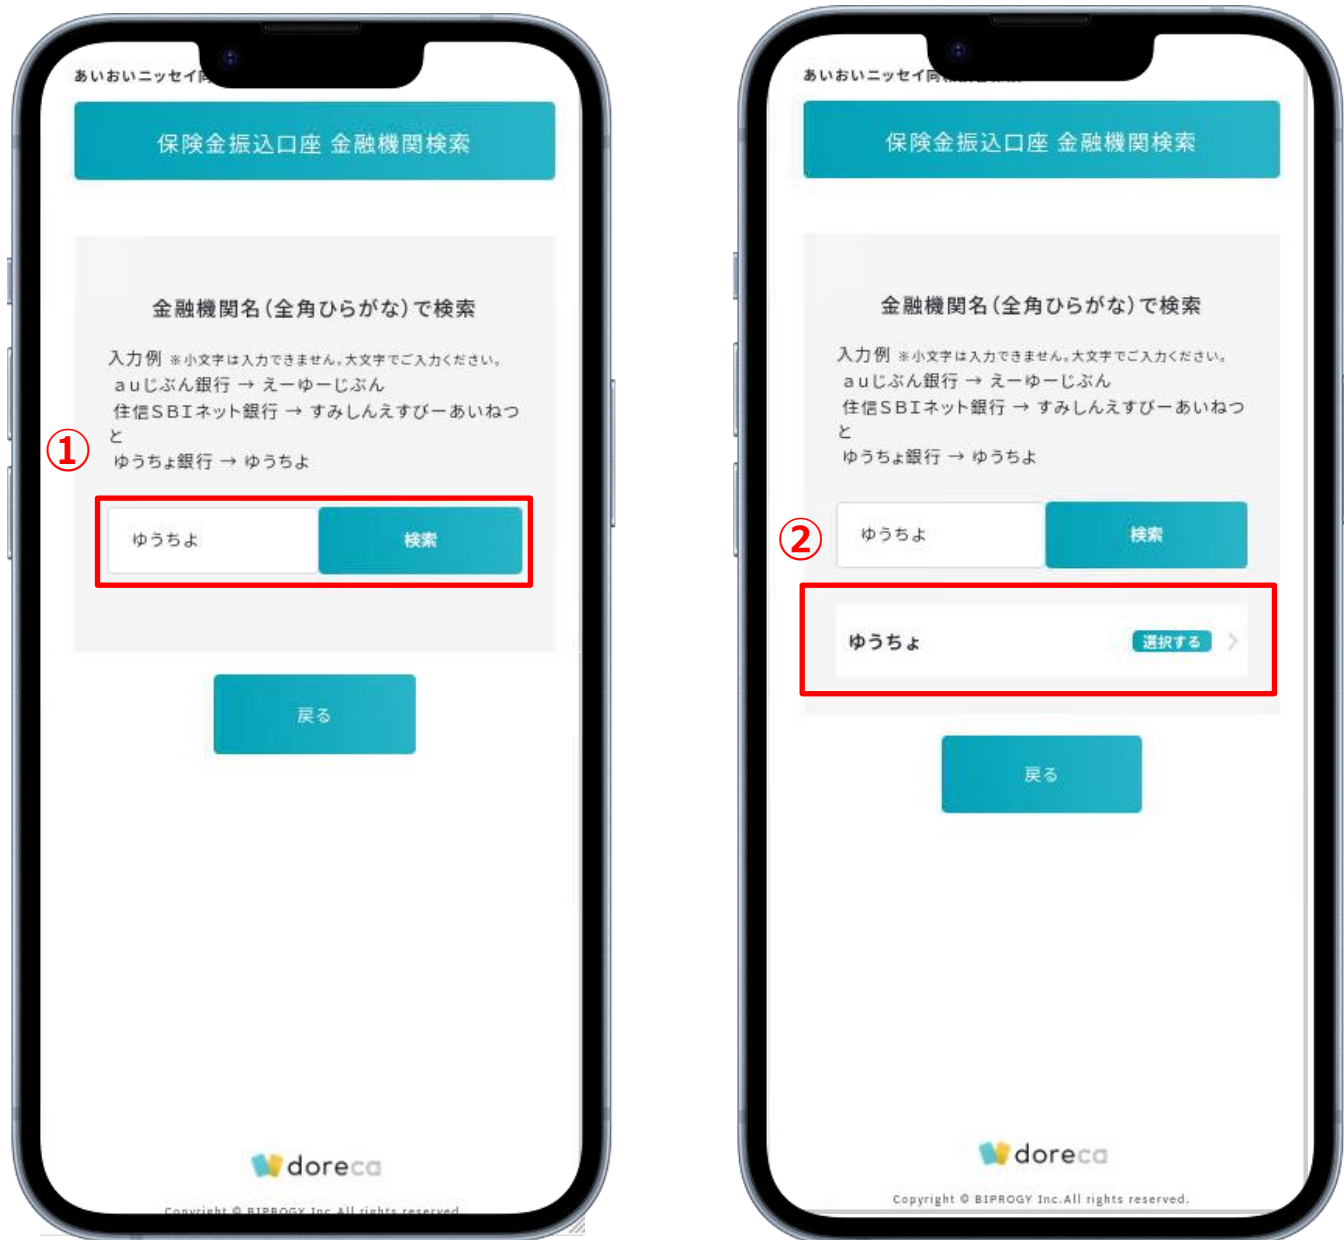 あいおいニッセイ同
保険金振込口座 金融機関検索
金融機関名(全角ひらがな)で検索
入力例 ※小文字は入力できません。大文字でご入力ください。
auじぶん銀行 → えーゆーじぶん
住信SBIネット銀行 → すみしんえすびーあいねつ
と
ゆうちょ銀行 → ゆうちよ
①
ゆうちよ
検索
戻る
doreca
Copyright © BIPROGY Inc.All rights reserved.
あいおいニッセイ同
保険金振込口座 金融機関検索
金融機関名(全角ひらがな)で検索
入力例 ※小文字は入力できません。大文字でご入力ください。
auじぶん銀行 → えーゆーじぶん
住信SBIネット銀行 → すみしんえすびーあいねつ
と
ゆうちょ銀行 → ゆうちよ
②
ゆうちよ
検索
ゆうちょ
選択する
戻る
doreca
Copyright © BIPROGY Inc.All rights reserved.